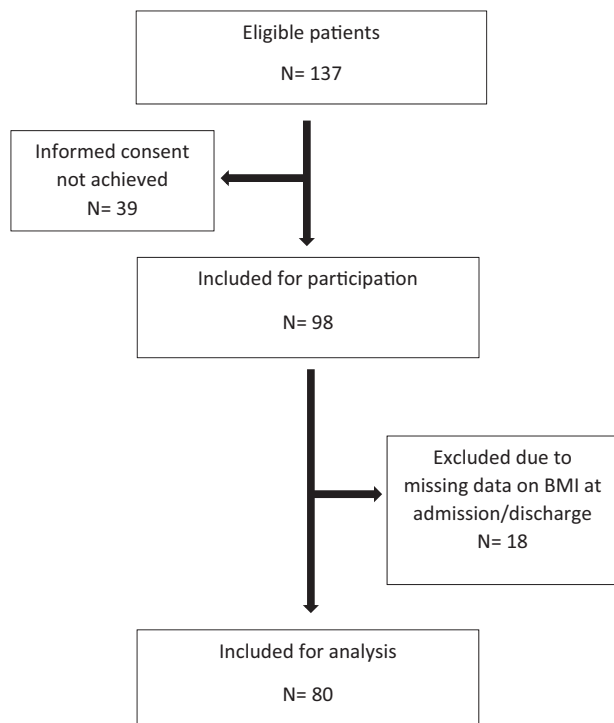 Eligible patients
N= 137
Informed consent
not achieved
N= 39
Included for participation
N= 98
Excluded due to
missing data on BMI at
admission/discharge
N= 18
Included for analysis
N= 80